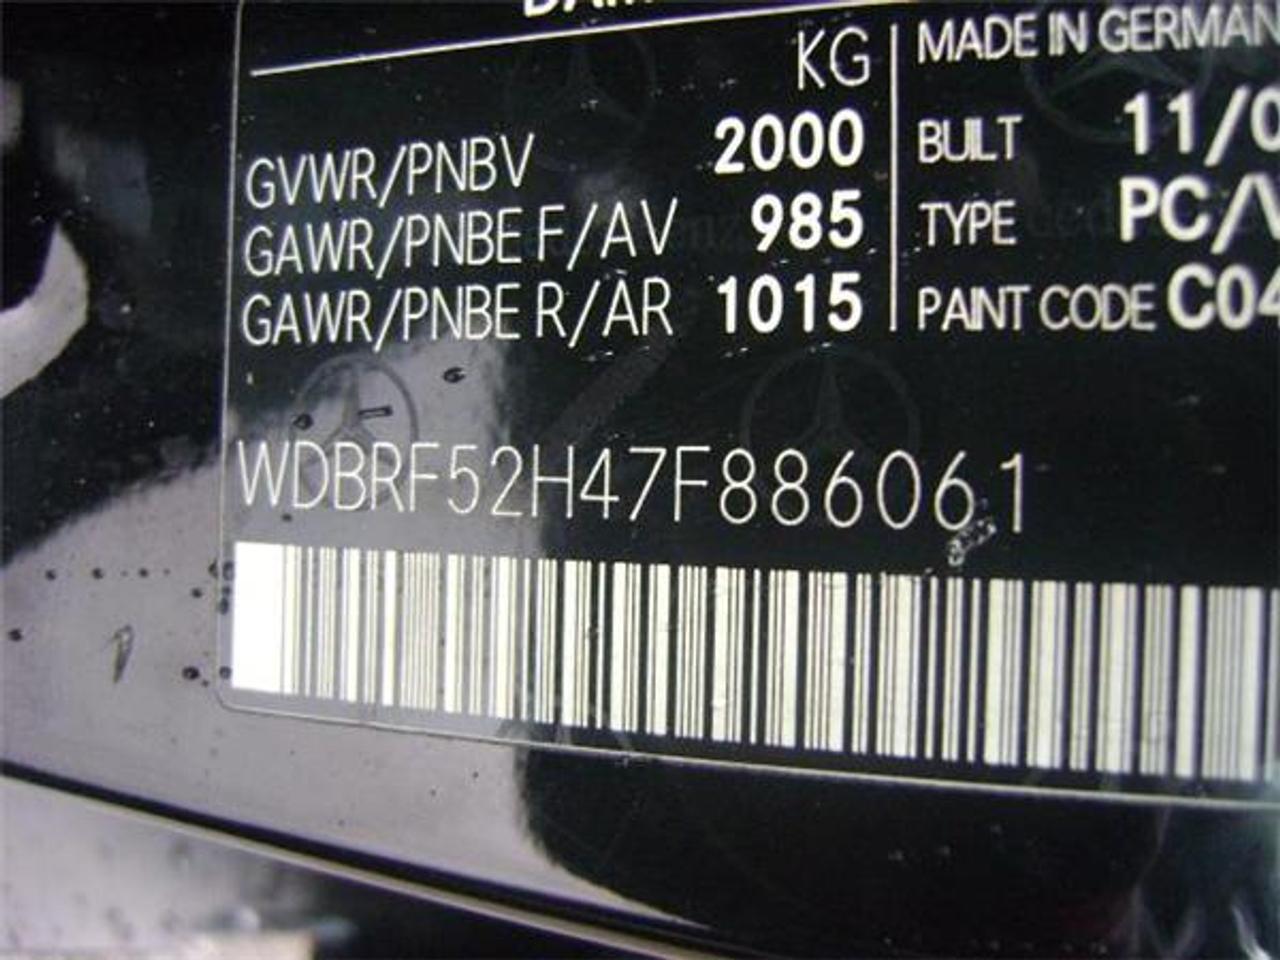 KG
MADE IN GERMAN
GVWR/PNBV 2000
BUILT 11/0
GAWR/PNBE F/AV 985
TYPE PC/
GAWR/PNBE R/AR 1015
PAINT CODE C04
WDBRF52H47F886061